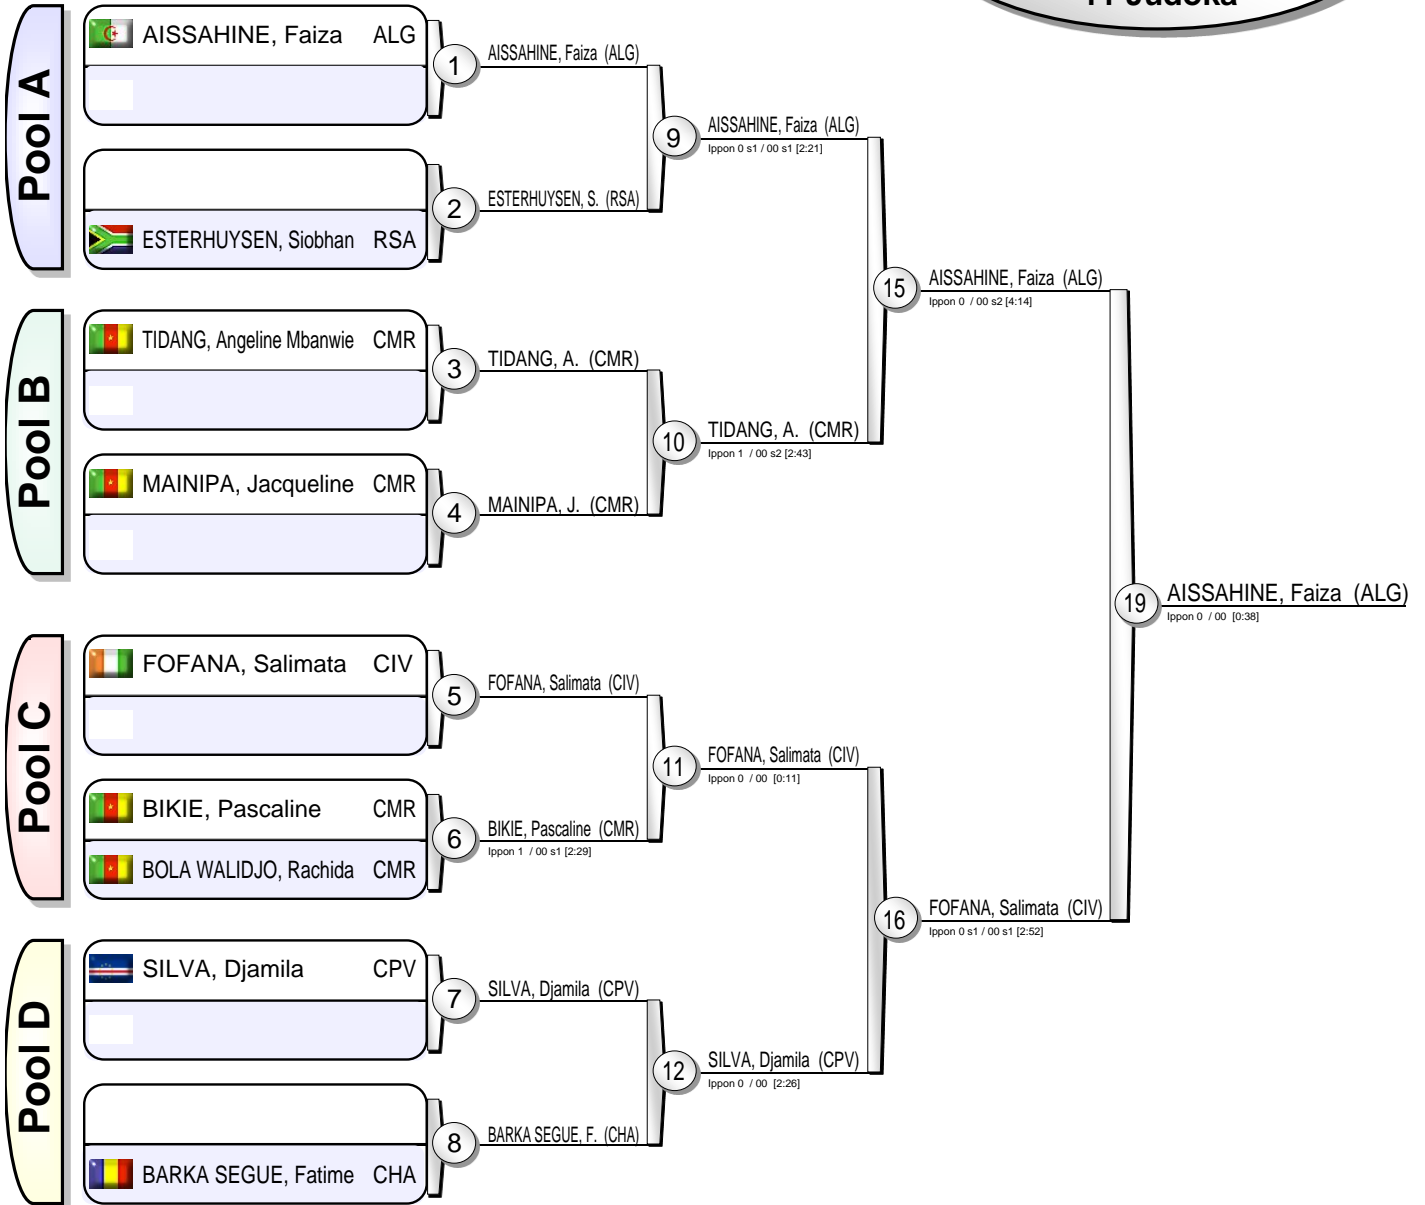 11 Judoka
Pool A
AISSAHINE, Faiza ALG
1
AISSAHINE, Faiza (ALG)
ESTERHUYSEN, Siobhan RSA
2
ESTERHUYSEN, S. (RSA)
9
AISSAHINE, Faiza (ALG)
Ippon 0 s1 / 00 s1 [2:21]
Pool B
TIDANG, Angeline Mbanwie CMR
3
TIDANG, A. (CMR)
MAINIPA, Jacqueline CMR
4
MAINIPA, J. (CMR)
10
TIDANG, A. (CMR)
Ippon 1 / 00 s2 [2:43]
15
AISSAHINE, Faiza (ALG)
Ippon 0 / 00 s2 [4:14]
Pool C
FOFANA, Salimata CIV
5
FOFANA, Salimata (CIV)
BIKIE, Pascaline CMR
BOLA WALIDJO, Rachida CMR
6
BIKIE, Pascaline (CMR)
Ippon 1 / 00 s1 [2:29]
11
FOFANA, Salimata (CIV)
Ippon 0 / 00 [0:11]
Pool D
SILVA, Djamila CPV
7
SILVA, Djamila (CPV)
BARKA SEGUE, Fatime CHA
8
BARKA SEGUE, F. (CHA)
12
SILVA, Djamila (CPV)
Ippon 0 / 00 [2:26]
16
FOFANA, Salimata (CIV)
Ippon 0 s1 / 00 s1 [2:52]
19
AISSAHINE, Faiza (ALG)
Ippon 0 / 00 [0:38]